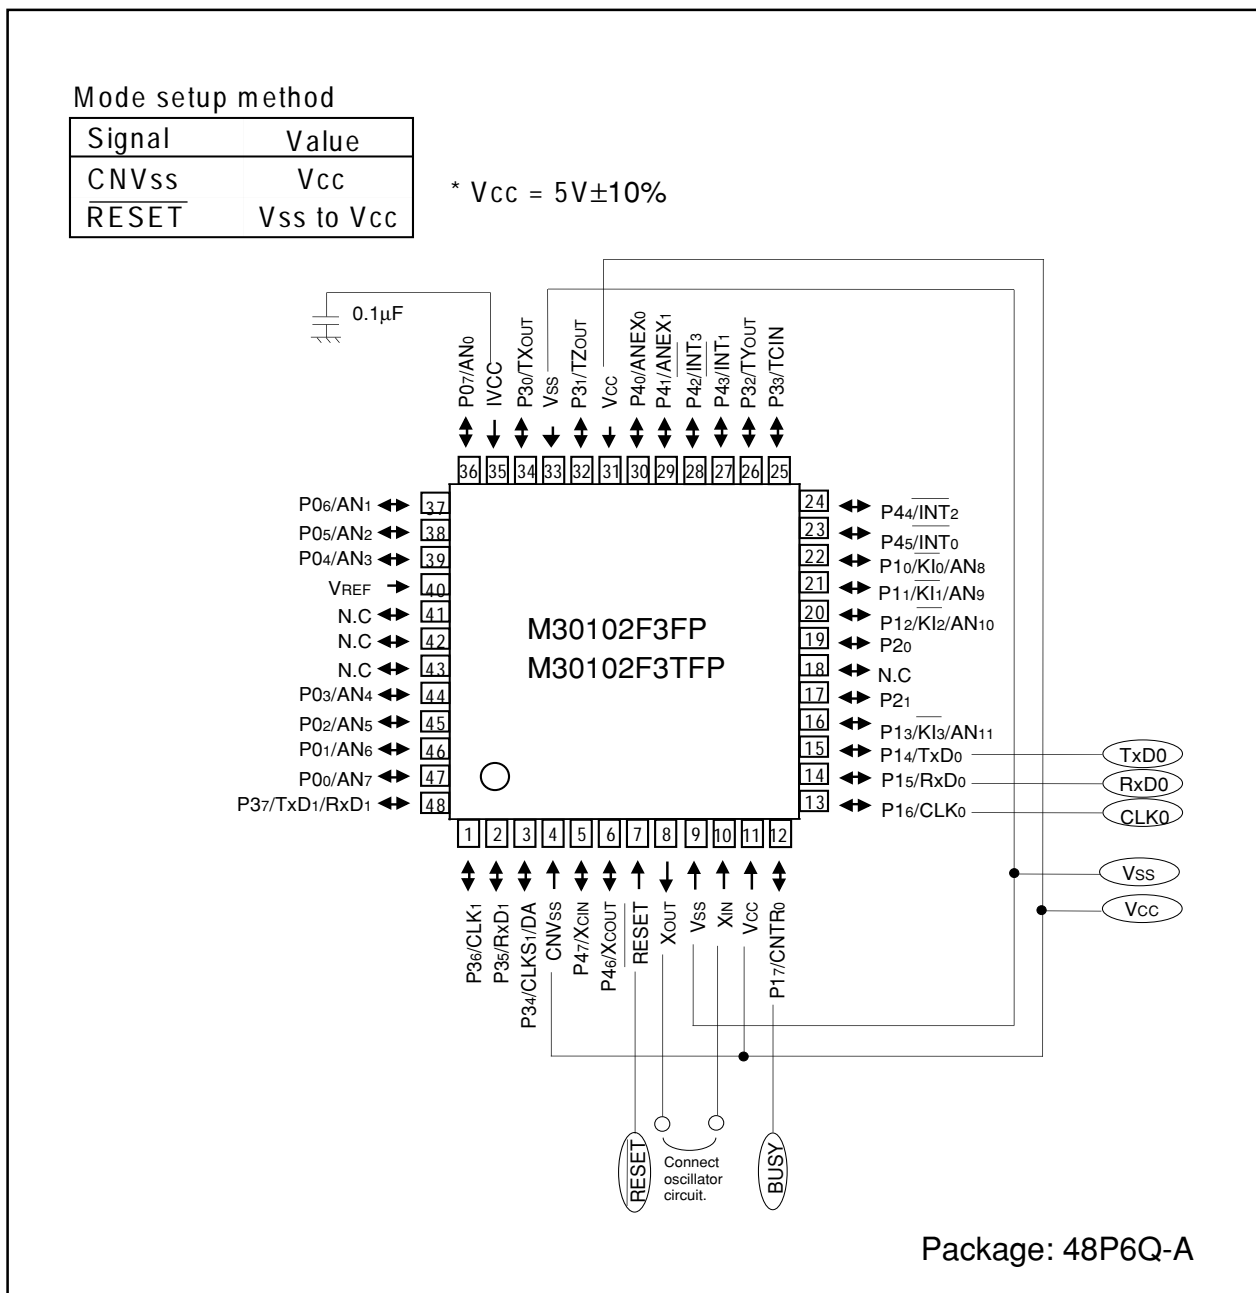 Mode setup method
Signal Value
CNVss Vcc
RESET Vss to Vcc
* Vcc = 5V±10%
0.1µF
P07/AN0
IVCC
P30/TXOUT
VSS
P31/TZOUT
VCC
P40/ANEX0
P41/ANEX1
P42/INT3
P43/INT1
P32/TYOUT
P33/TCIN
36 35 34 33 32 31 30 29 28 27 26 25
P06/AN1 37
P05/AN2 38
P04/AN3 39
VREF 40
N.C 41
N.C 42
N.C 43
P03/AN4 44
P02/AN5 45
P01/AN6 46
P00/AN7 47
P37/TxD1/RxD1 48
M30102F3FP
M30102F3TFP
24 P44/INT2
23 P45/INT0
22 P10/KI0/AN8
21 P11/KI1/AN9
20 P12/KI2/AN10
19 P20
18 N.C
17 P21
16 P13/KI3/AN11
15 P14/TxD0 TxD0
14 P15/RxD0 RxD0
13 P16/CLK0 CLK0
Vss
Vcc
1 2 3 4 5 6 7 8 9 10 11 12
P36/CLK1
P35/RxD1
P34/CLKS1/DA
CNVSS
P47/XCIN
P46/XCOUT
RESET
XOUT
VSS
XIN
VCC
P17/CNTR0
RESET
Connect
oscillator
circuit.
BUSY
Package: 48P6Q-A